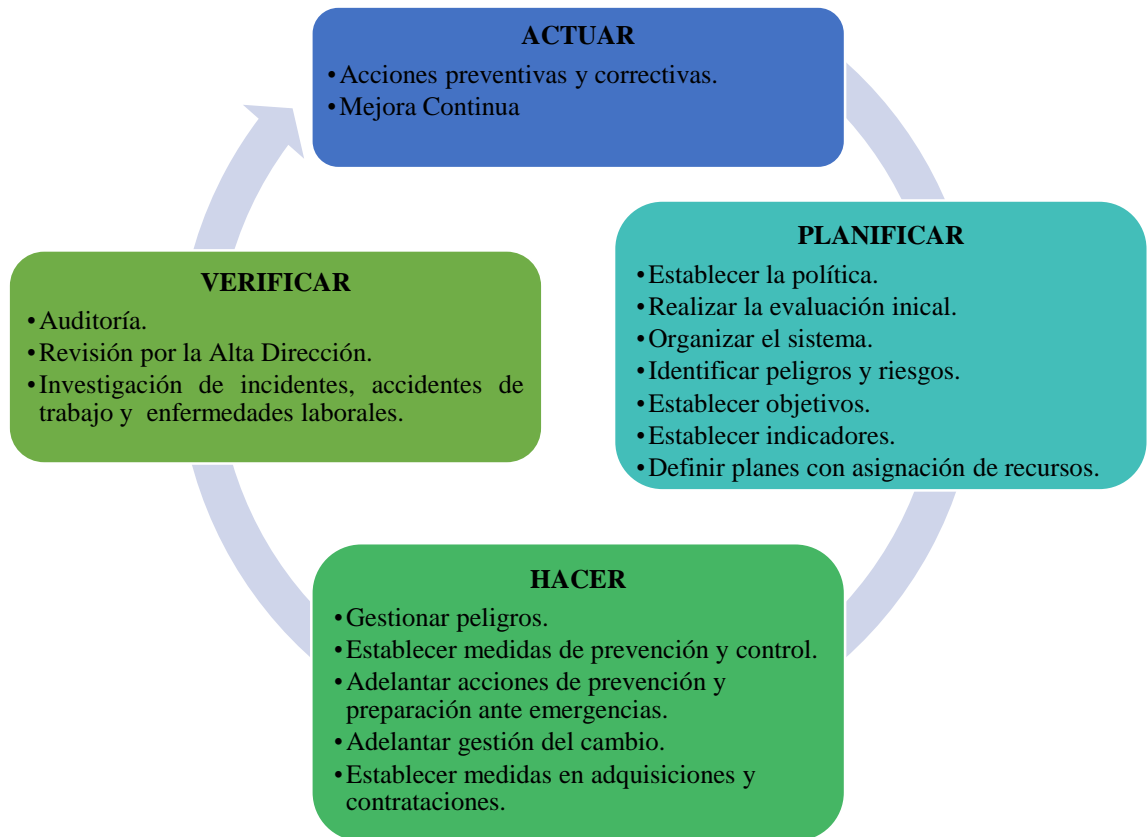 ACTUAR
•Acciones preventivas y correctivas.
•Mejora Continua
PLANIFICAR
•Establecer la política.
•Realizar la evaluación inical.
•Organizar el sistema.
•Identificar peligros y riesgos.
•Establecer objetivos.
•Establecer indicadores.
•Definir planes con asignación de recursos.
HACER
•Gestionar peligros.
•Establecer medidas de prevención y control.
•Adelantar acciones de prevención y
preparación ante emergencias.
•Adelantar gestión del cambio.
•Establecer medidas en adquisiciones y
contrataciones.
VERIFICAR
•Auditoría.
•Revisión por la Alta Dirección.
•Investigación de incidentes, accidentes de
trabajo y enfermedades laborales.